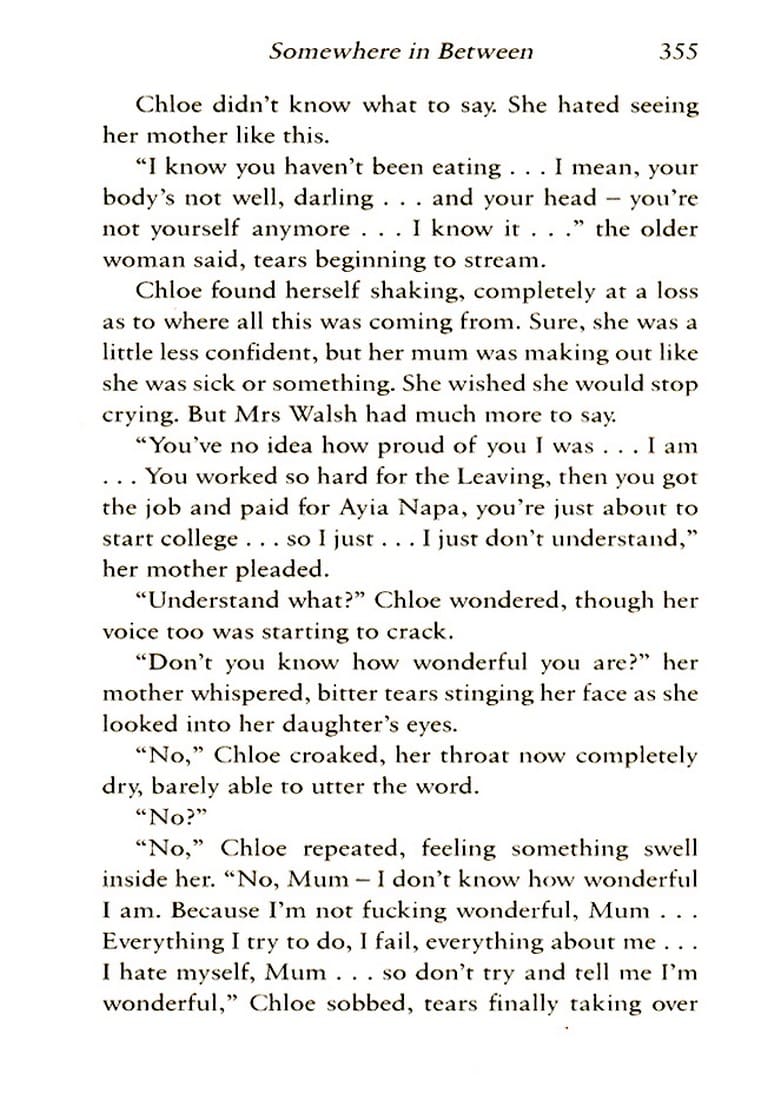 Somewhere in Between 355
Chloe didn't know what to say. She hated seeing
her mother like this.
"I know you haven't been eating . . . I mean, your
body's not well, darling . . . and your head – you're
not yourself anymore . . . I know it . . ." the older
woman said, tears beginning to stream.
Chloe found herself shaking, completely at a loss
as to where all this was coming from. Sure, she was a
little less confident, but her mum was making out like
she was sick or something. She wished she would stop
crying. But Mrs Walsh had much more to say.
"You've no idea how proud of you I was . . . I am
. . . You worked so hard for the Leaving, then you got
the job and paid for Ayia Napa, you're just about to
start college . . . so I just . . . I just don't understand,"
her mother pleaded.
"Understand what?" Chloe wondered, though her
voice too was starting to crack.
"Don't you know how wonderful you are?" her
mother whispered, bitter tears stinging her face as she
looked into her daughter's eyes.
"No," Chloe croaked, her throat now completely
dry, barely able to utter the word.
"No?"
"No," Chloe repeated, feeling something swell
inside her. "No, Mum – I don't know how wonderful
I am. Because I'm not fucking wonderful, Mum . . .
Everything I try to do, I fail, everything about me . . .
I hate myself, Mum . . . so don't try and tell me I'm
wonderful," Chloe sobbed, tears finally taking over